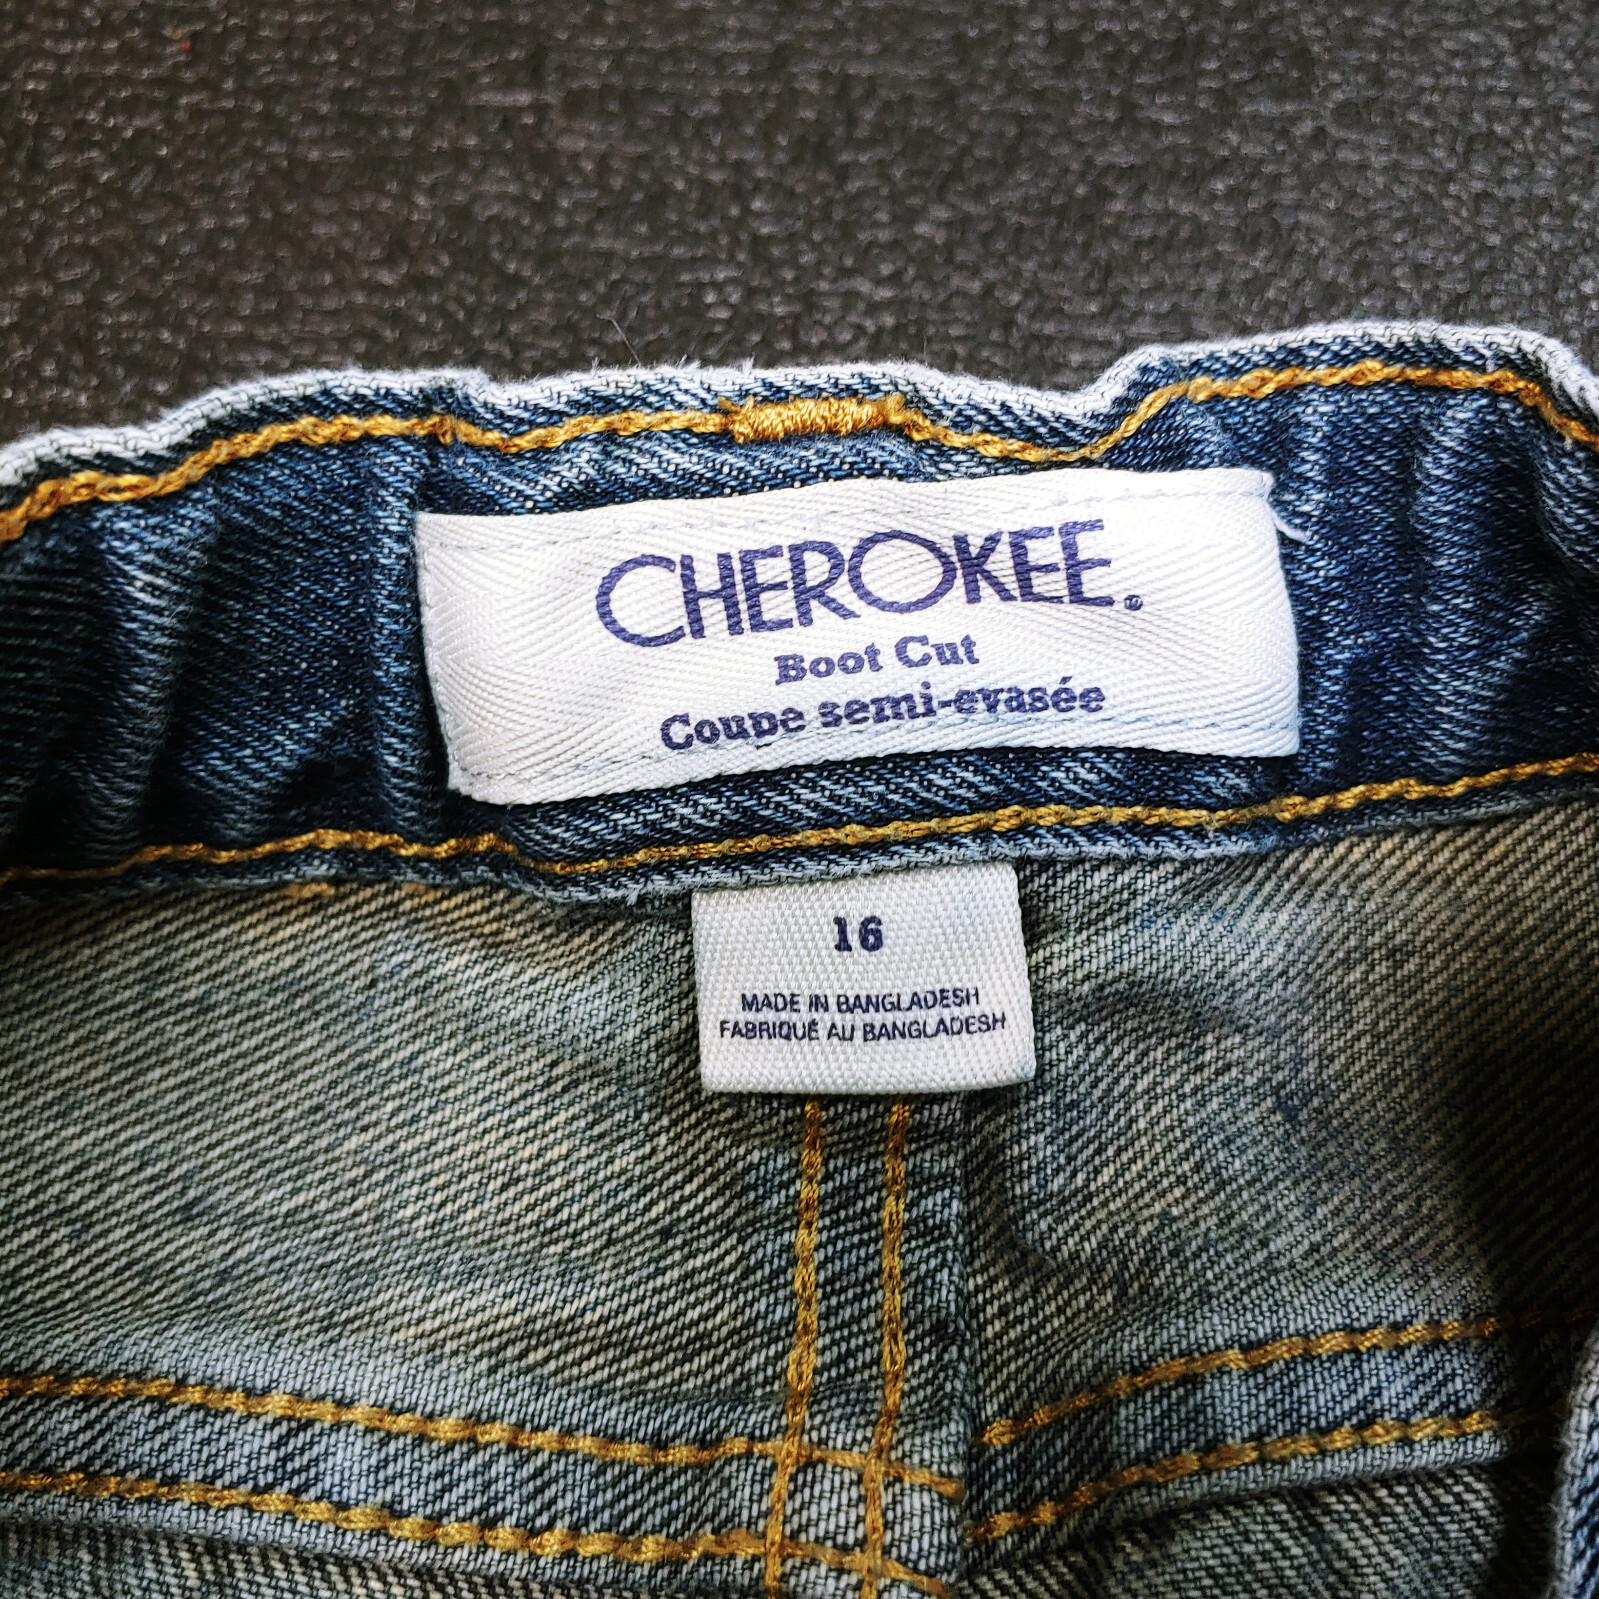 CHEROKEE
Boot Cut
Coupe semi-evasée
16
MADE IN BANGLADESH
FABRIQUÉ AU BANGLADESH